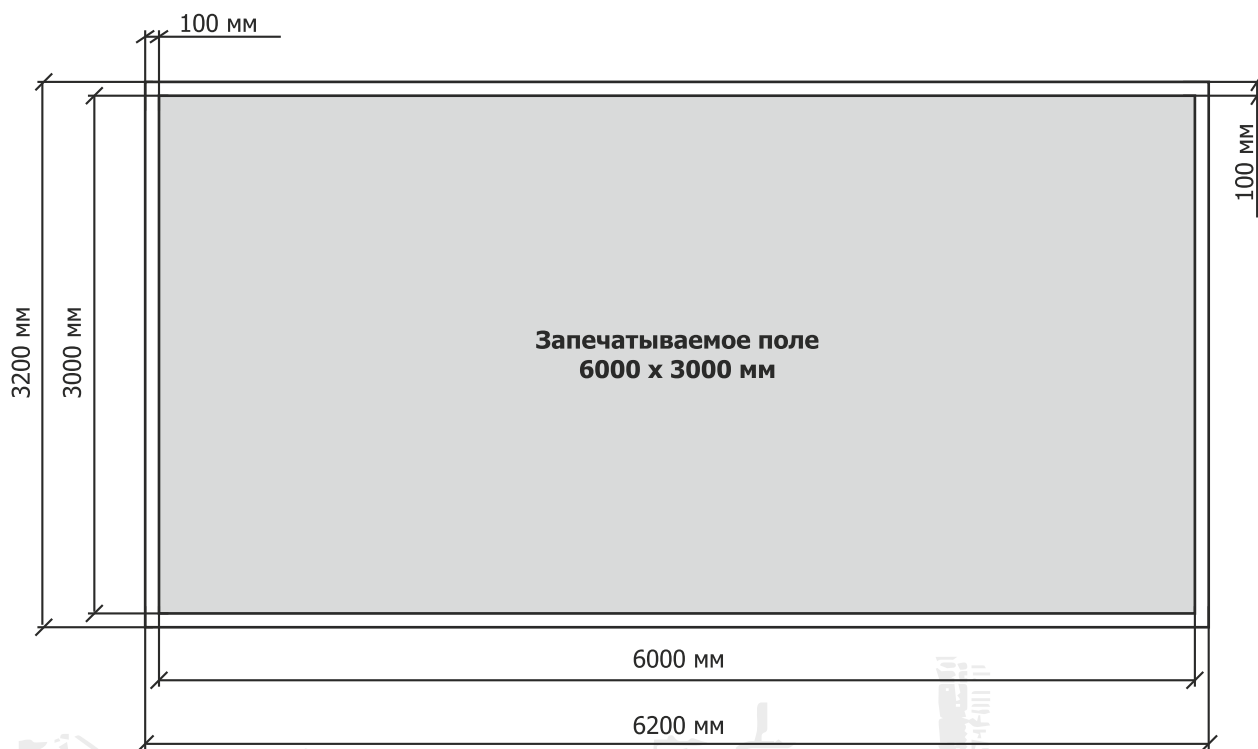 100 мм
100 мм
3200 мм
3000 мм
Запечатываемое поле
6000 х 3000 мм
6000 мм
6200 мм